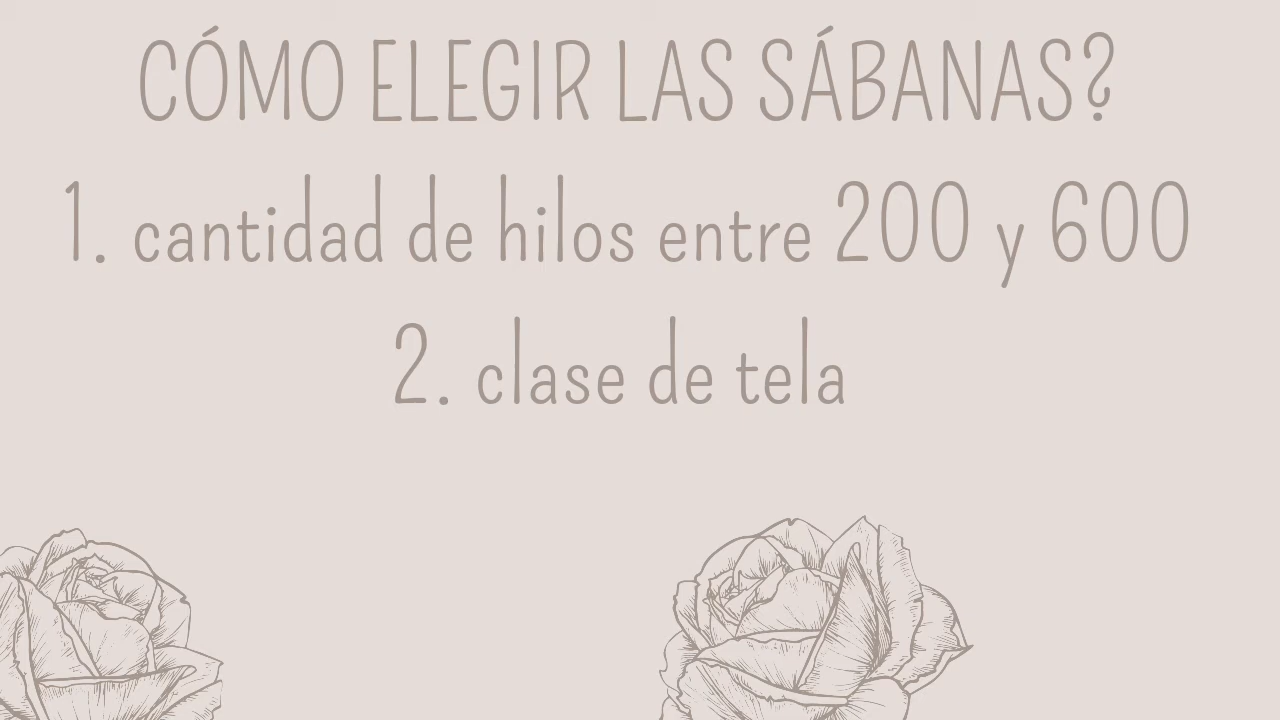 CÓMO ELEGIR LAS SÁBANAS?
1. cantidad de hilos entre 200 y 600
2. clase de tela